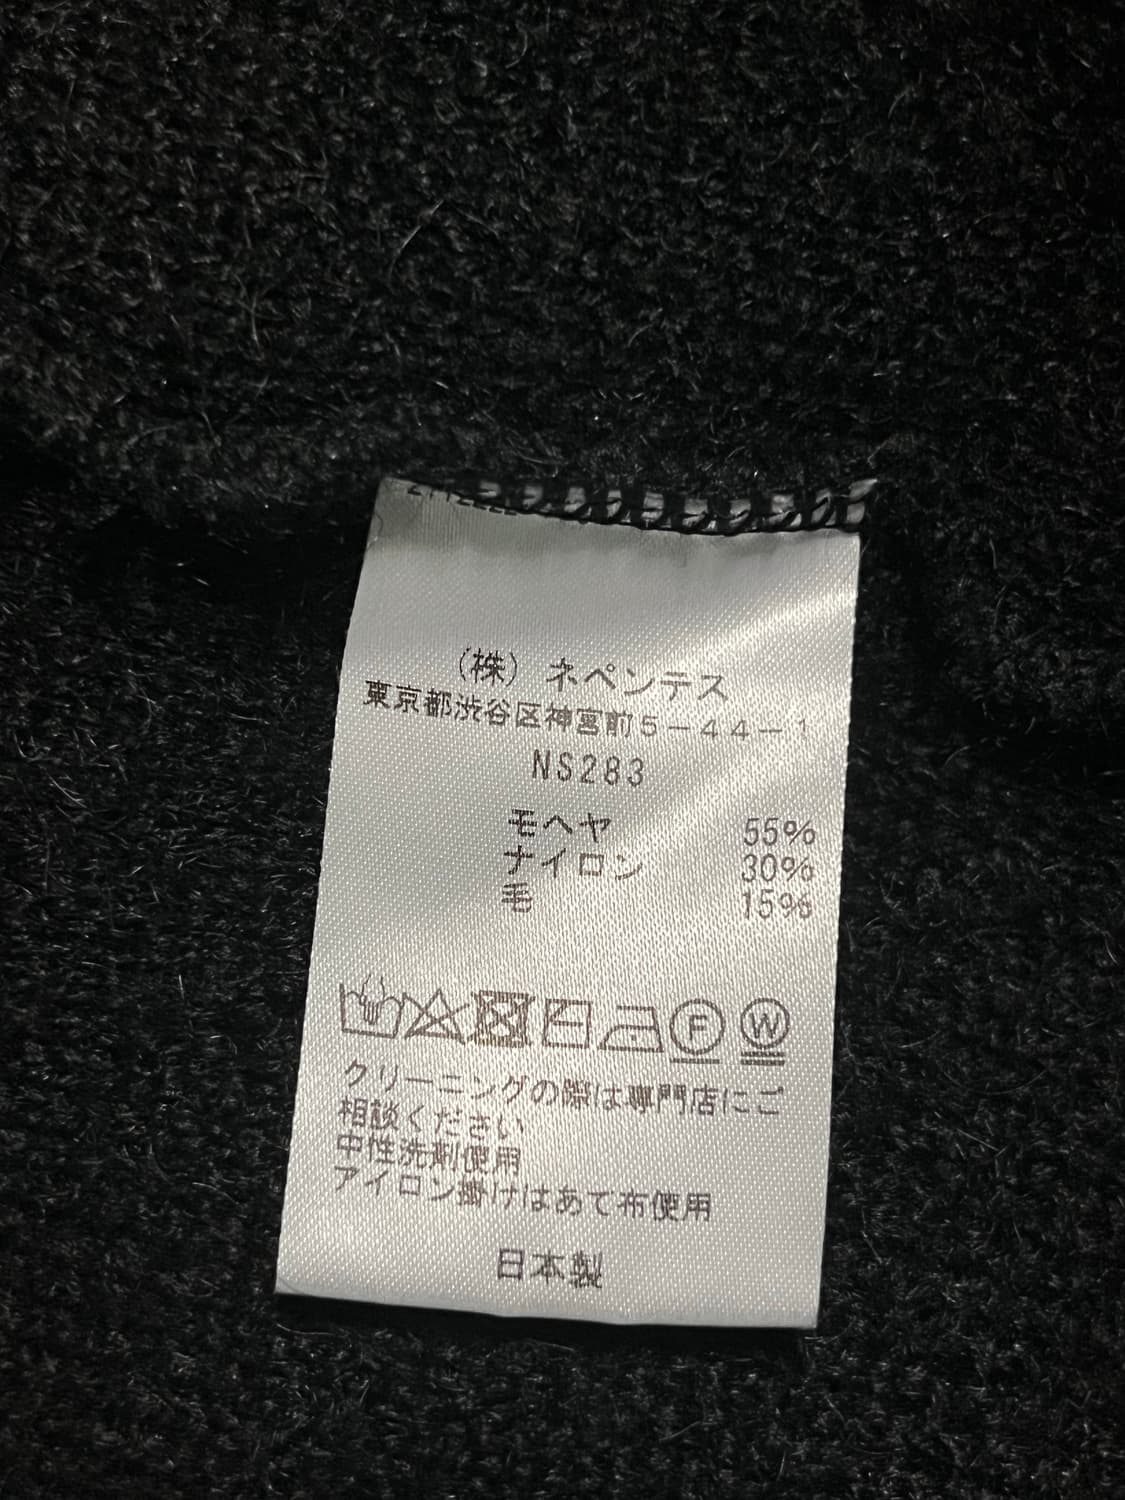 （株）ネペンテス
東京都渋谷区神宮前５－４４－１
NS283
モヘヤ 55%
ナイロン 30%
毛 15%
F W
クリーニングの際は専門店にご
相談ください
中性洗剤使用
アイロン掛けはあて布使用
日本製